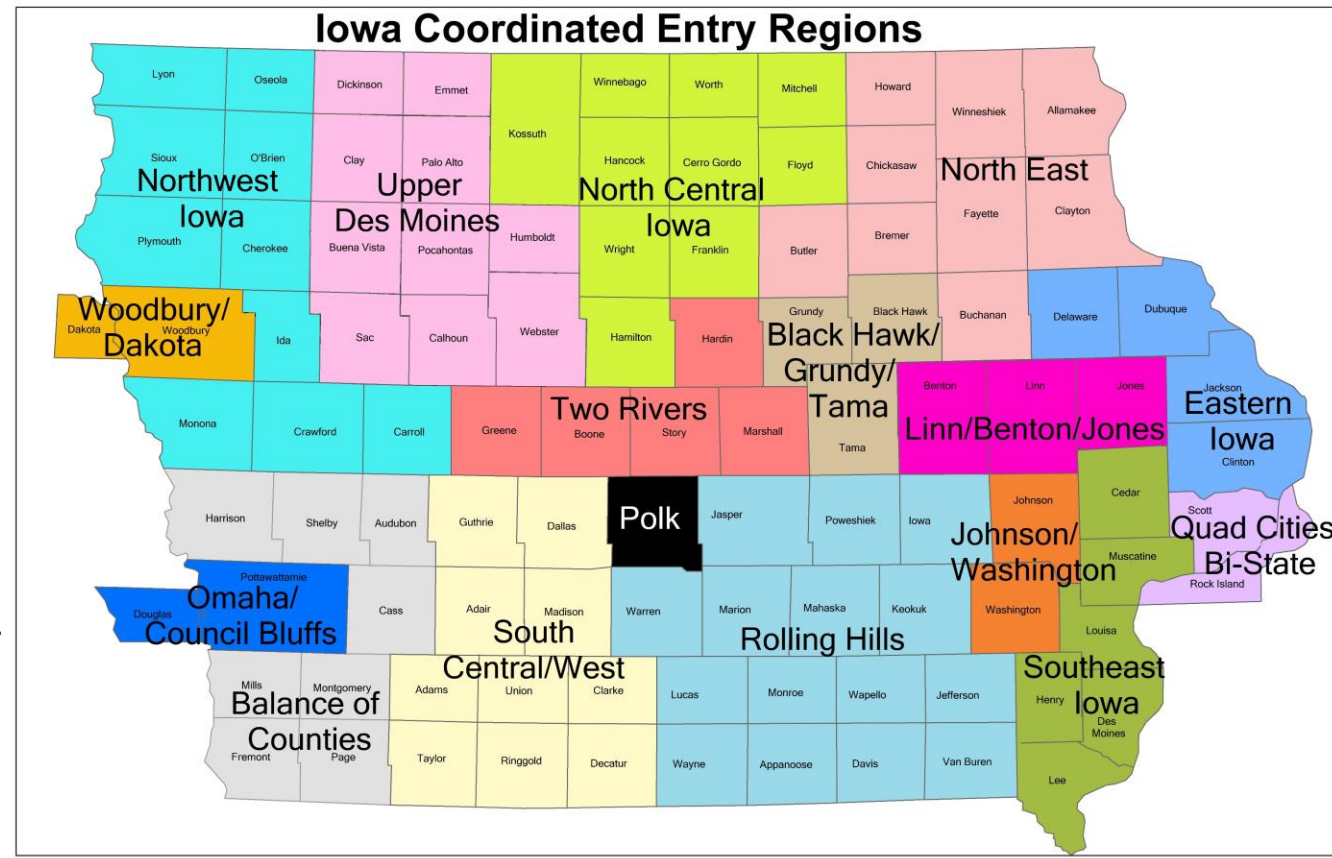 Iowa Coordinated Entry Regions
Lyon
Oseola
Dickinson
Emmet
Kossuth
Winnebago
Worth
Mitchell
Howard
Winneshiek
Allamakee
Sioux
O'Brien
Clay
Palo Alto
Hancock
Cerro Gordo
Floyd
Chickasaw
Northwest
Iowa
Upper
Des Moines
North Central
Iowa
North East
Fayette
Clayton
Plymouth
Cherokee
Buena Vista
Pocahontas
Humboldt
Wright
Franklin
Butler
Bremer
Woodbury/
Dakota
Dakota
Woodbury
Ida
Sac
Calhoun
Webster
Hamilton
Hardin
Grundy
Black Hawk
Black Hawk/
Grundy/
Tama
Buchanan
Delaware
Dubuque
Monona
Crawford
Carroll
Greene
Two Rivers
Boone
Story
Marshall
Tama
Benton
Linn
Jones
Linn/Benton/Jones
Jackson
Eastern
Iowa
Clinton
Harrison
Shelby
Audubon
Guthrie
Dallas
Polk
Jasper
Poweshiek
Iowa
Johnson
Johnson/
Washington
Cedar
Scott
Quad Cities
Bi-State
Muscatine
Rock Island
Pottawattamie
Douglas
Omaha/
Council Bluffs
Cass
Adair
Madison
South
Central/West
Warren
Marion
Mahaska
Keokuk
Rolling Hills
Washington
Louisa
Southeast
Iowa
Mills
Montgomery
Balance of
Counties
Adams
Union
Clarke
Lucas
Monroe
Wapello
Jefferson
Henry
Des
Moines
Fremont
Page
Taylor
Ringgold
Decatur
Wayne
Appanoose
Davis
Van Buren
Lee